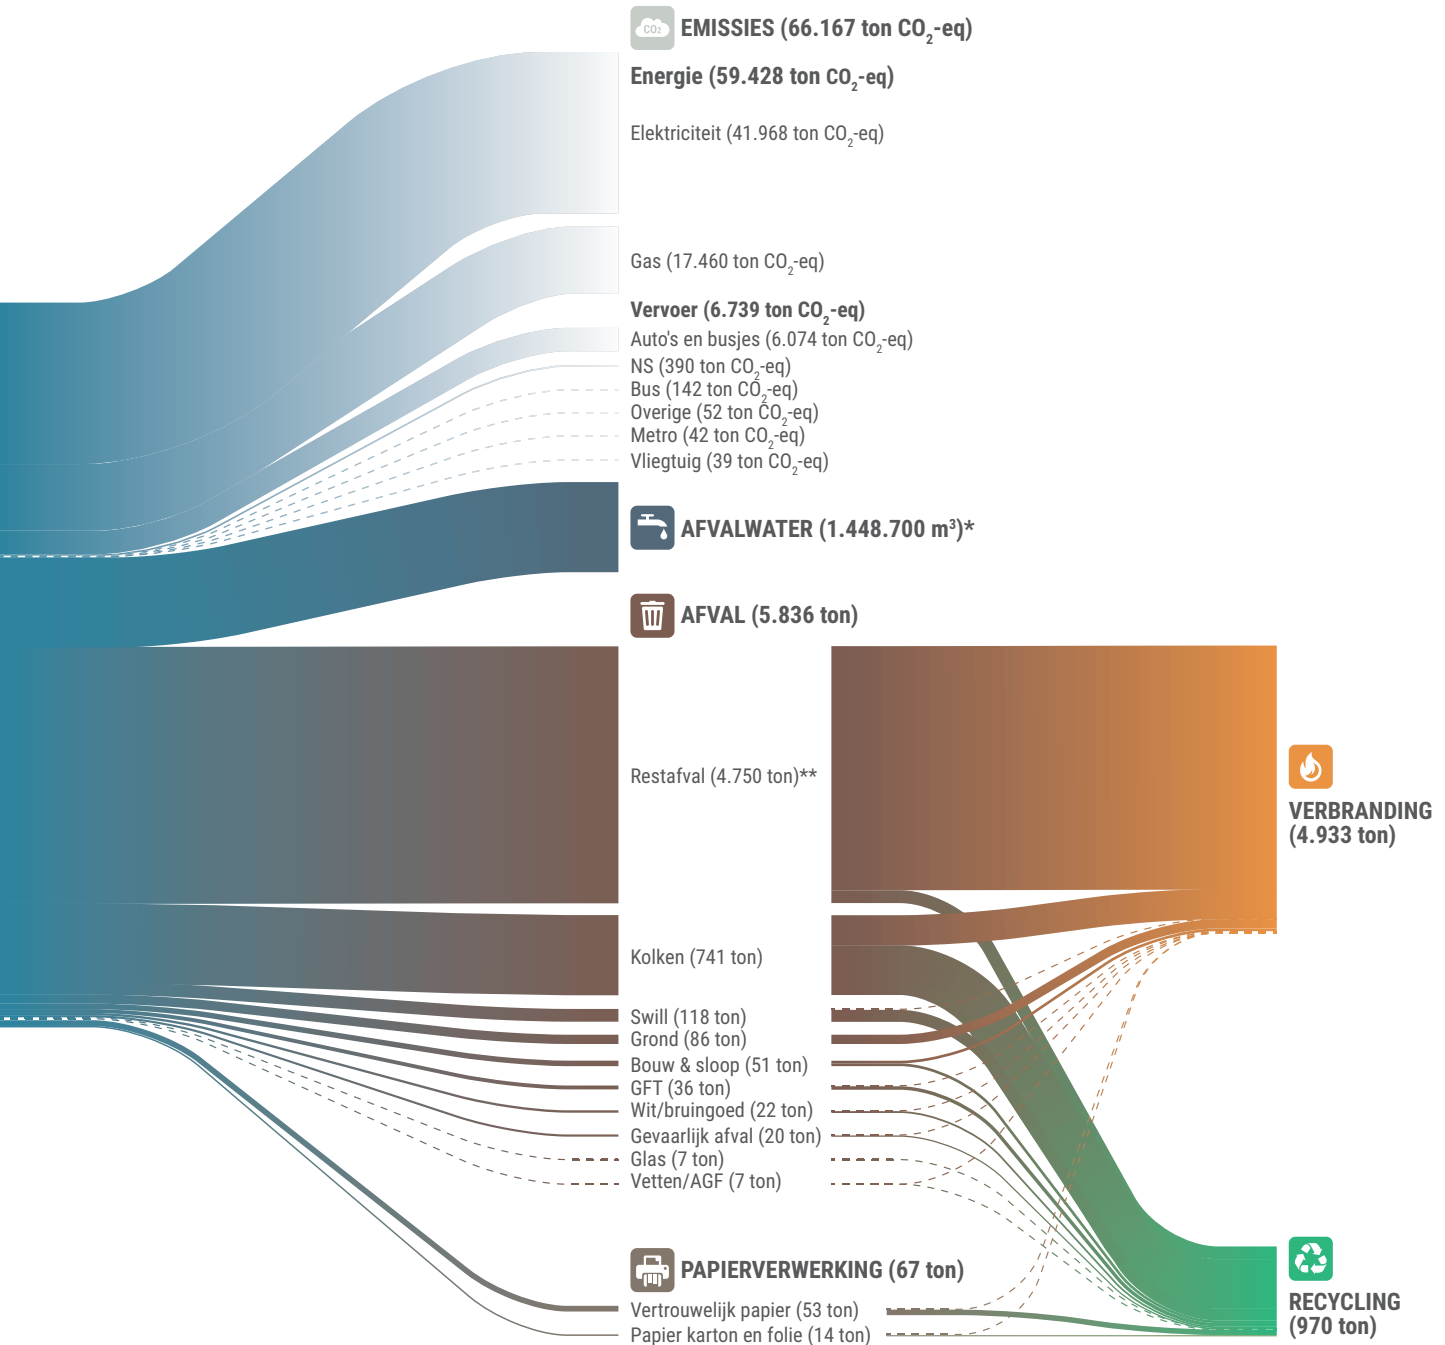 CO2
EMISSIES (66.167 ton CO₂-eq)
Energie (59.428 ton CO₂-eq)
Elektriciteit (41.968 ton CO₂-eq)
Gas (17.460 ton CO₂-eq)
Vervoer (6.739 ton CO₂-eq)
Auto's en busjes (6.074 ton CO₂-eq)
NS (390 ton CO₂-eq)
Bus (142 ton CO₂-eq)
Overige (52 ton CO₂-eq)
Metro (42 ton CO₂-eq)
Vliegtuig (39 ton CO₂-eq)
AFVALWATER (1.448.700 m³)*
AFVAL (5.836 ton)
Restafval (4.750 ton)**
VERBRANDING
(4.933 ton)
Kolken (741 ton)
Swill (118 ton)
Grond (86 ton)
Bouw & sloop (51 ton)
GFT (36 ton)
Wit/bruingoed (22 ton)
Gevaarlijk afval (20 ton)
Glas (7 ton)
Vetten/AGF (7 ton)
PAPIERVERWERKING (67 ton)
Vertrouwelijk papier (53 ton)
Papier karton en folie (14 ton)
RECYCLING
(970 ton)